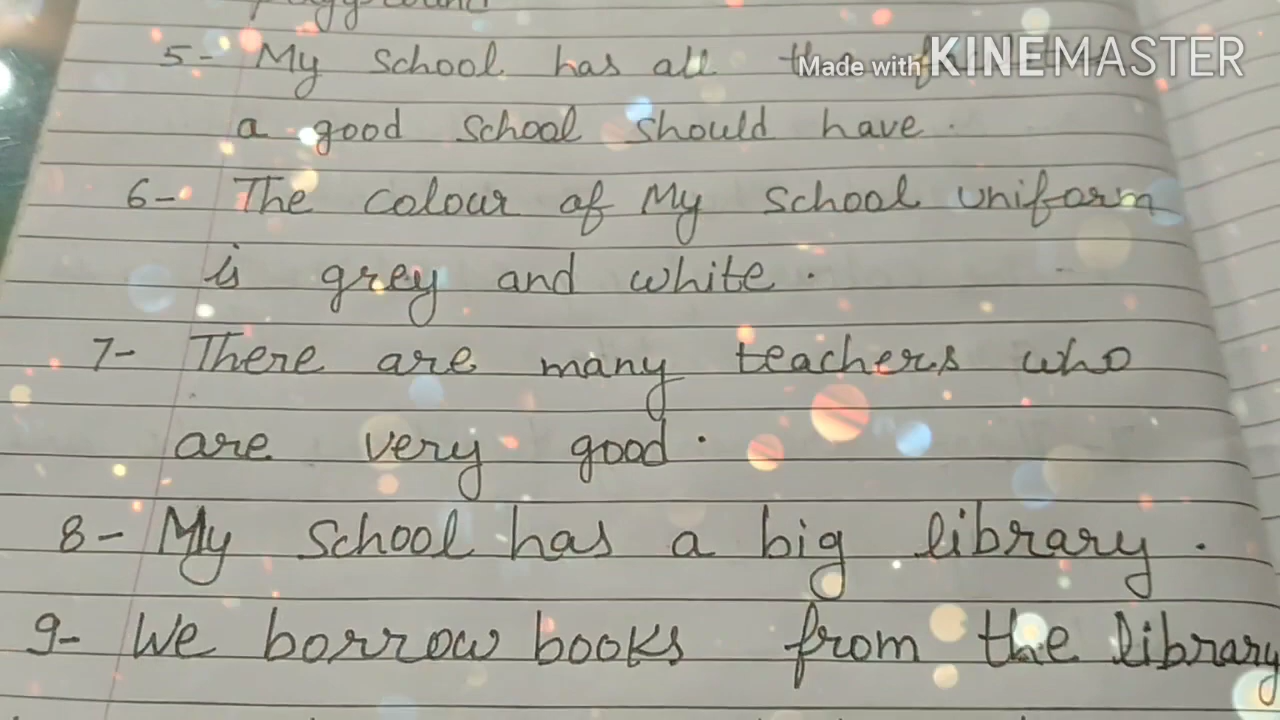 playground
5- My school has all the
Made with KINEMASTER
a good school should have.
6- The colour of My school uniform
is grey and white.
7- There are many teachers who
are very good.
8- My school has a big library.
9- We borrow books from the library